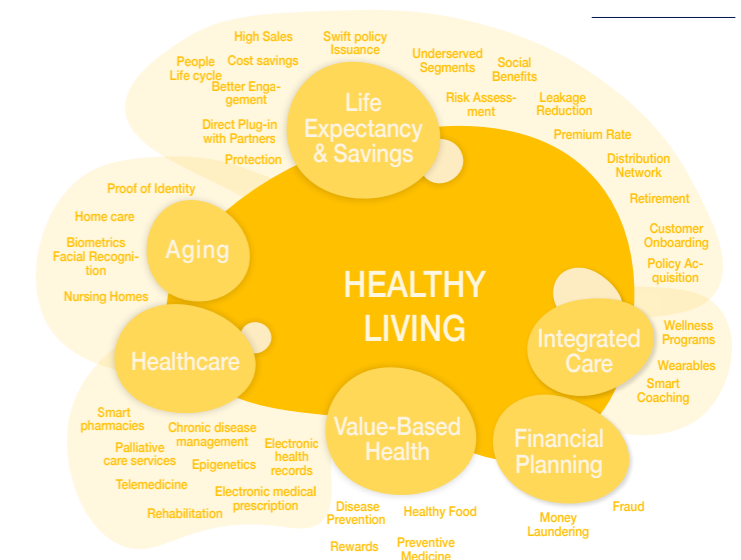 High Sales
Swift policy
Issuance
Underserved
Segments
Social
Benefits
People
Life cycle
Cost savings
Better Enga-
gement
Direct Plug-in
with Partners
Protection
Life
Expectancy
& Savings
Risk Assess-
ment
Leakage
Reduction
Premium Rate
Distribution
Network
Retirement
Customer
Onboarding
Policy Ac-
quisition
Proof of Identity
Home care
Biometrics
Facial Recogni-
tion
Nursing Homes
Aging
HEALTHY
LIVING
Integrated
Care
Wellness
Programs
Wearables
Smart
Coaching
Healthcare
Smart
pharmacies
Chronic disease
management
Palliative
care services
Epigenetics
Electronic
health
records
Telemedicine
Electronic medical
prescription
Rehabilitation
Value-Based
Health
Financial
Planning
Disease
Prevention
Healthy Food
Rewards
Preventive
Medicine
Money
Laundering
Fraud